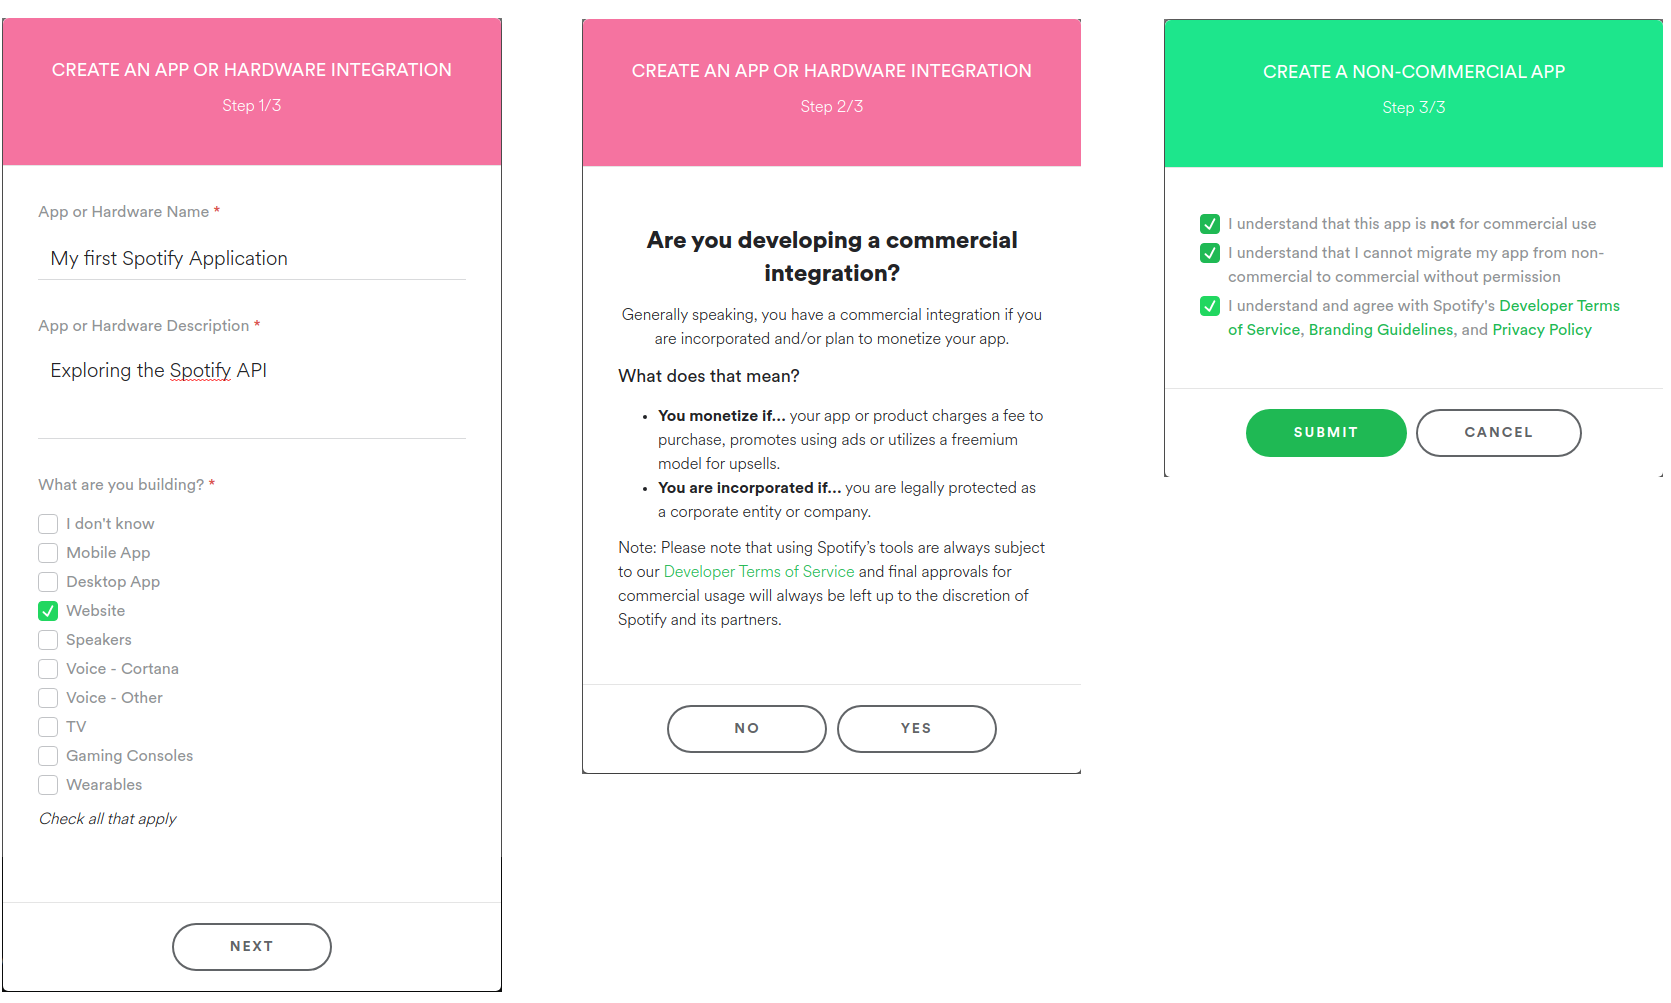 CREATE AN APP OR HARDWARE INTEGRATION
Step 1/3
App or Hardware Name *
My first Spotify Application
App or Hardware Description *
Exploring the Spotify API
What are you building? *
I don't know
Mobile App
Desktop App
Website
Speakers
Voice - Cortana
Voice - Other
TV
Gaming Consoles
Wearables
Check all that apply
NEXT
CREATE AN APP OR HARDWARE INTEGRATION
Step 2/3
Are you developing a commercial
integration?
Generally speaking, you have a commercial integration if you
are incorporated and/or plan to monetize your app.
What does that mean?
• You monetize if... your app or product charges a fee to
purchase, promotes using ads or utilizes a freemium
model for upsells.
• You are incorporated if... you are legally protected as
a corporate entity or company.
Note: Please note that using Spotify's tools are always subject
to our Developer Terms of Service and final approvals for
commercial usage will always be left up to the discretion of
Spotify and its partners.
NO
YES
CREATE A NON-COMMERCIAL APP
Step 3/3
I understand that this app is not for commercial use
I understand that I cannot migrate my app from non-
commercial to commercial without permission
I understand and agree with Spotify's Developer Terms
of Service, Branding Guidelines, and Privacy Policy
SUBMIT
CANCEL